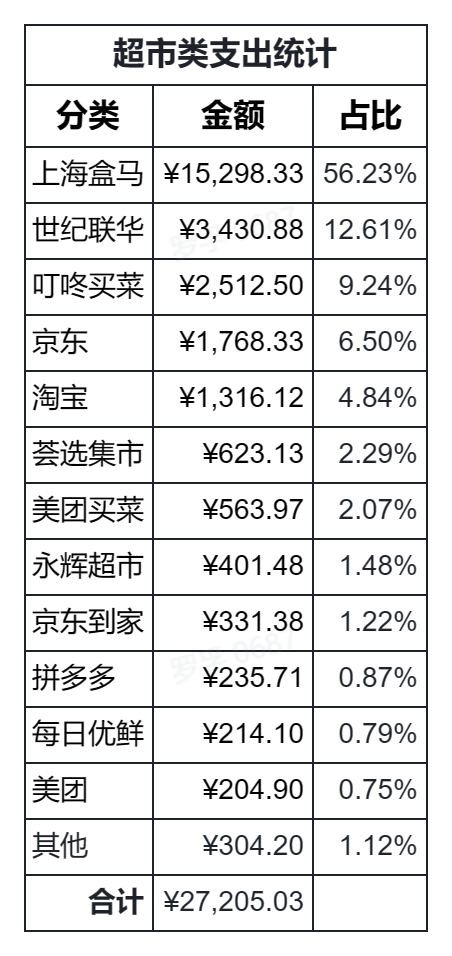 超市类支出统计
分类 金额 占比
上海盒马 ¥15,298.33 56.23%
世纪联华 ¥3,430.88 12.61%
叮咚买菜 ¥2,512.50 9.24%
京东 ¥1,768.33 6.50%
淘宝 ¥1,316.12 4.84%
荟选集市 ¥623.13 2.29%
美团买菜 ¥563.97 2.07%
永辉超市 ¥401.48 1.48%
京东到家 ¥331.38 1.22%
拼多多 ¥235.71 0.87%
每日优鲜 ¥214.10 0.79%
美团 ¥204.90 0.75%
其他 ¥304.20 1.12%
合计 ¥27,205.03